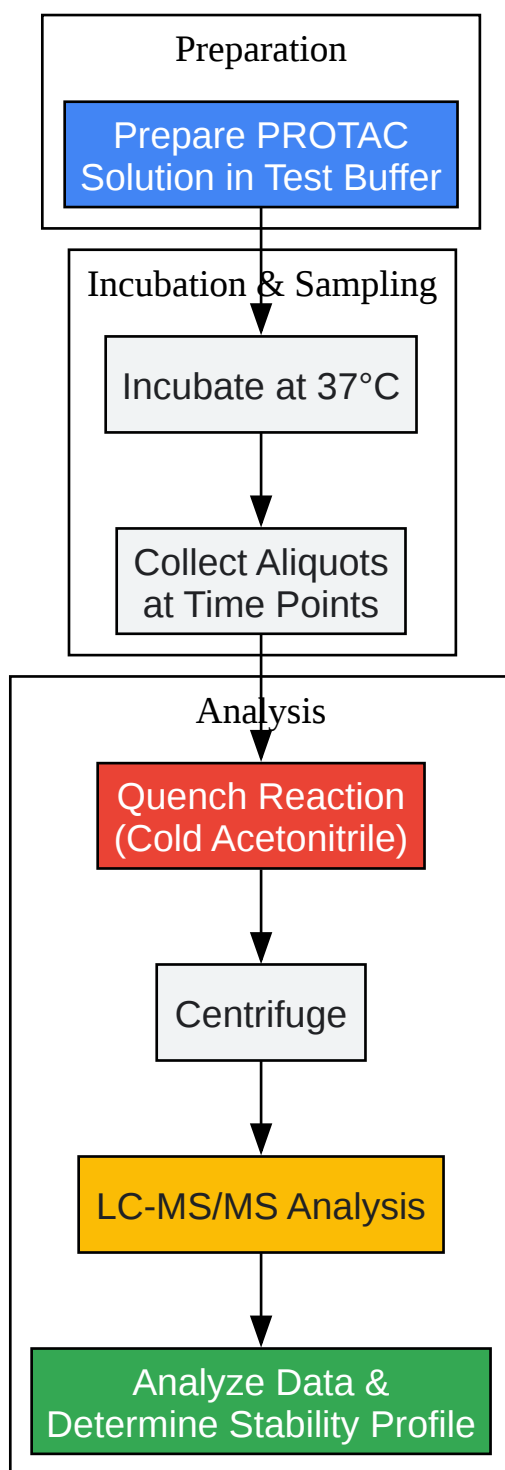 Preparation
Prepare PROTAC
Solution in Test Buffer
Incubation & Sampling
Incubate at 37°C
Collect Aliquots
at Time Points
Analysis
Quench Reaction
(Cold Acetonitrile)
Centrifuge
LC-MS/MS Analysis
Analyze Data &
Determine Stability Profile